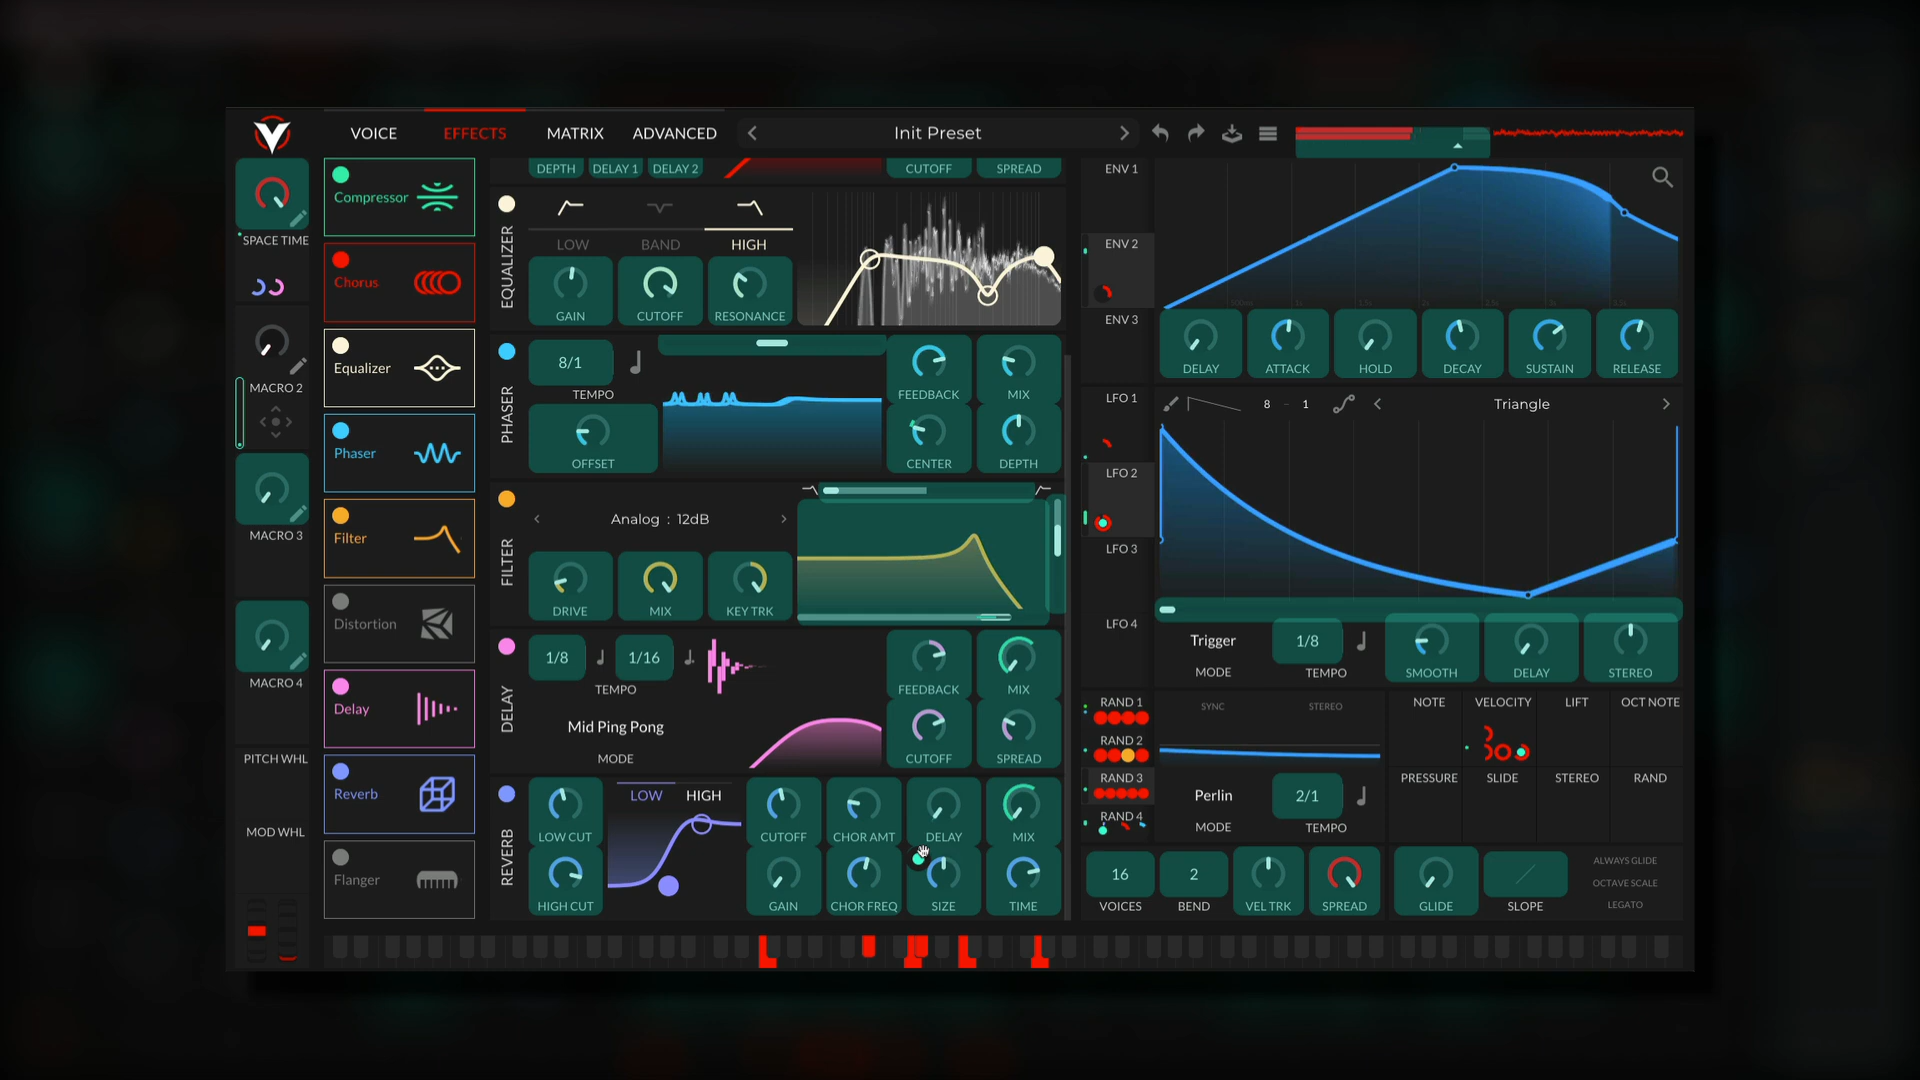 VOICE EFFECTS MATRIX ADVANCED Init Preset
SPACE TIME
MACRO 2
MACRO 3
MACRO 4
PITCH WHL
MOD WHL
Compressor
Chorus
Equalizer
Phaser
Filter
Distortion
Delay
Reverb
Flanger
DEPTH DELAY 1 DELAY 2 CUTOFF SPREAD
EQUALIZER
LOW BAND HIGH
GAIN CUTOFF RESONANCE
PHASER
8/1
TEMPO FEEDBACK MIX
OFFSET CENTER DEPTH
FILTER
Analog : 12dB
DRIVE MIX KEY TRK
DELAY
1/8 1/16
TEMPO FEEDBACK MIX
Mid Ping Pong
MODE CUTOFF SPREAD
REVERB
LOW HIGH
LOW CUT CUTOFF CHOR AMT DELAY MIX
HIGH CUT GAIN CHOR FREQ SIZE TIME
ENV 1
ENV 2
ENV 3
DELAY ATTACK HOLD DECAY SUSTAIN RELEASE
LFO 1
LFO 2
LFO 3
LFO 4
8 - 1 Triangle
Trigger 1/8
MODE TEMPO SMOOTH DELAY STEREO
RAND 1
RAND 2
RAND 3
RAND 4
SYNC STEREO
Perlin 2/1
MODE TEMPO
NOTE VELOCITY LIFT OCT NOTE
PRESSURE SLIDE STEREO RAND
16 2
VOICES BEND VEL TRK SPREAD GLIDE SLOPE
ALWAYS GLIDE
OCTAVE SCALE
LEGATO